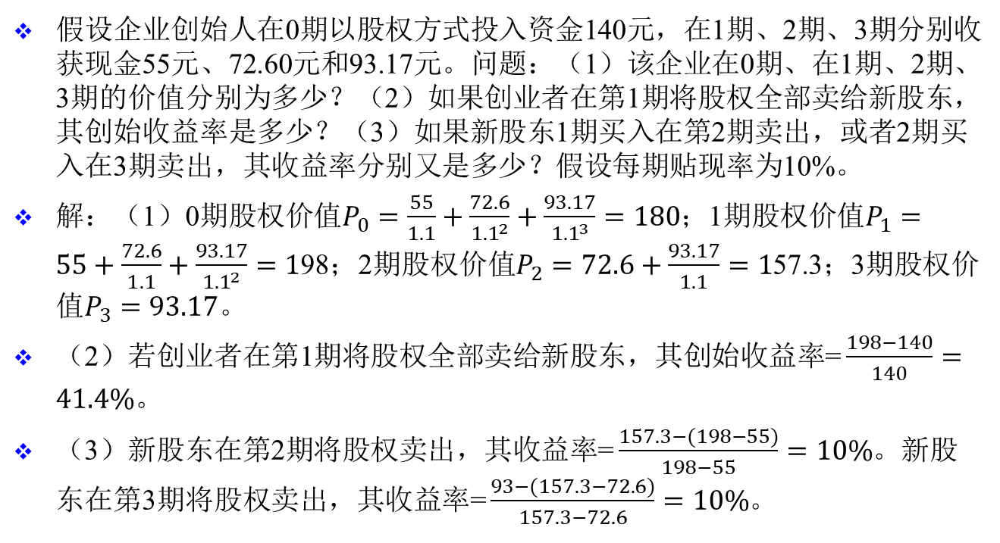 ❖ 假设企业创始人在0期以股权方式投入资金140元，在1期、2期、3期分别收
获现金55元、72.60元和93.17元。问题：（1）该企业在0期、在1期、2期、
3期的价值分别为多少？（2）如果创业者在第1期将股权全部卖给新股东，
其创始收益率是多少？（3）如果新股东1期买入在第2期卖出，或者2期买
入在3期卖出，其收益率分别又是多少？假设每期贴现率为10%。
❖ 解：（1）0期股权价值$P_0 = \frac{55}{1.1} + \frac{72.6}{1.1^2} + \frac{93.17}{1.1^3} = 180$；1期股权价值$P_1 =$
$55 + \frac{72.6}{1.1} + \frac{93.17}{1.1^2} = 198$；2期股权价值$P_2 = 72.6 + \frac{93.17}{1.1} = 157.3$；3期股权价
值$P_3 = 93.17$。
❖ （2）若创业者在第1期将股权全部卖给新股东，其创始收益率=$\frac{198-140}{140} =$
41.4%。
❖ （3）新股东在第2期将股权卖出，其收益率=$\frac{157.3-(198-55)}{198-55} = 10\%$。新股
东在第3期将股权卖出，其收益率=$\frac{93-(157.3-72.6)}{157.3-72.6} = 10\%$。